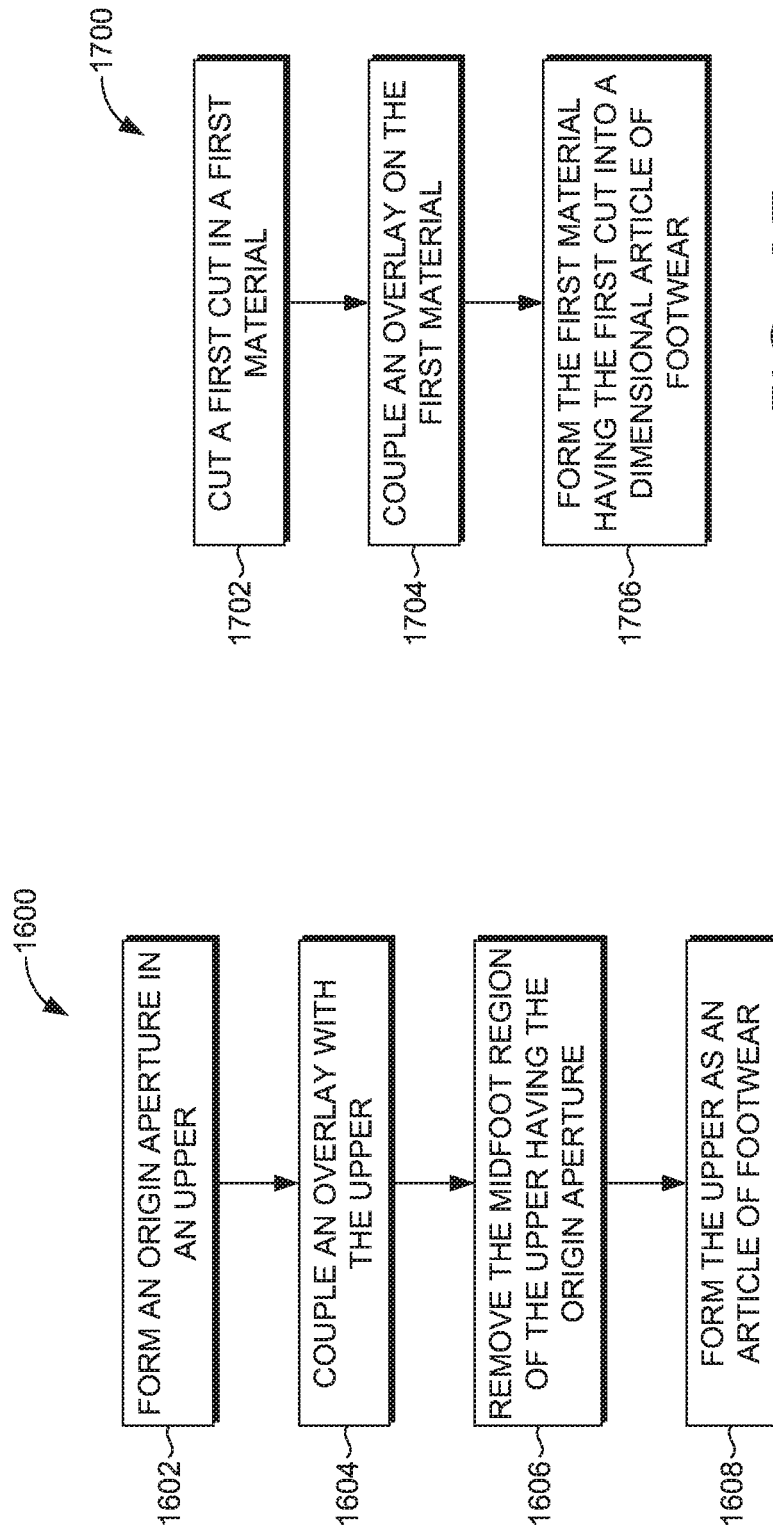 1600
1602
FORM AN ORIGIN APERTURE IN
AN UPPER
1604
COUPLE AN OVERLAY WITH
THE UPPER
1606
REMOVE THE MIDFOOT REGION
OF THE UPPER HAVING THE
ORIGIN APERTURE
1608
FORM THE UPPER AS AN
ARTICLE OF FOOTWEAR
1700
1702
CUT A FIRST CUT IN A FIRST
MATERIAL
1704
COUPLE AN OVERLAY ON THE
FIRST MATERIAL
1706
FORM THE FIRST MATERIAL
HAVING THE FIRST CUT INTO A
DIMENSIONAL ARTICLE OF
FOOTWEAR